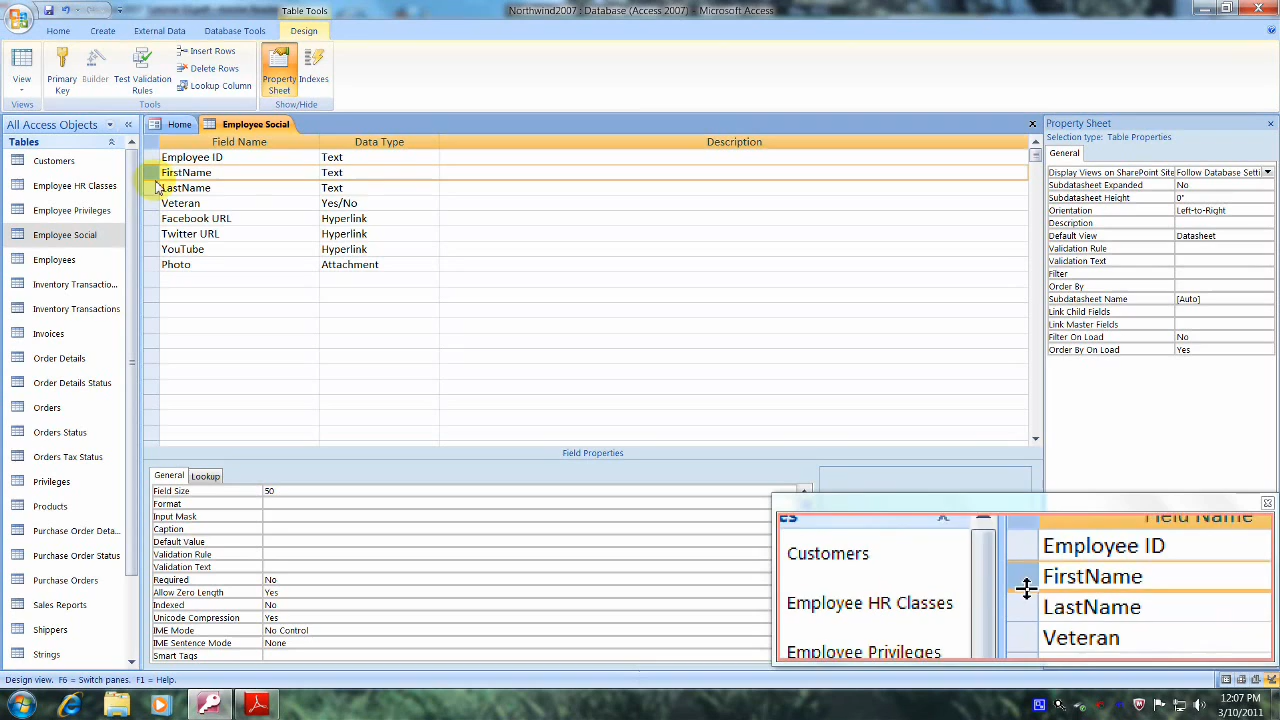 Table Tools
Northwind2007 : Database (Access 2007) - Microsoft Access
Home Create External Data Database Tools Design
View
Views
Primary Key
Builder
Test Validation Rules
Insert Rows
Delete Rows
Lookup Column
Tools
Property Sheet
Indexes
Show/Hide
All Access Objects
Tables
Customers
Employee HR Classes
Employee Privileges
Employee Social
Employees
Inventory Transactio...
Inventory Transactions
Invoices
Order Details
Order Details Status
Orders
Orders Status
Orders Tax Status
Privileges
Products
Purchase Order Deta...
Purchase Order Status
Purchase Orders
Sales Reports
Shippers
Strings
Home Employee Social
Field Name Data Type Description
Employee ID Text
FirstName Text
LastName Text
Veteran Yes/No
Facebook URL Hyperlink
Twitter URL Hyperlink
YouTube Hyperlink
Photo Attachment
Field Properties
General Lookup
Field Size 50
Format
Input Mask
Caption
Default Value
Validation Rule
Validation Text
Required No
Allow Zero Length Yes
Indexed No
Unicode Compression Yes
IME Mode No Control
IME Sentence Mode None
Smart Tags
Property Sheet
Selection type: Table Properties
General
Display Views on SharePoint Site Follow Database Setti
Subdatasheet Expanded No
Subdatasheet Height 0"
Orientation Left-to-Right
Description
Default View Datasheet
Validation Rule
Validation Text
Filter
Order By
Subdatasheet Name [Auto]
Link Child Fields
Link Master Fields
Filter On Load No
Order By On Load Yes
es
Field Name
Customers
Employee ID
FirstName
Employee HR Classes
LastName
Veteran
Employee Privileges
Design view. F6 = Switch panes. F1 = Help.
12:07 PM
3/10/2011